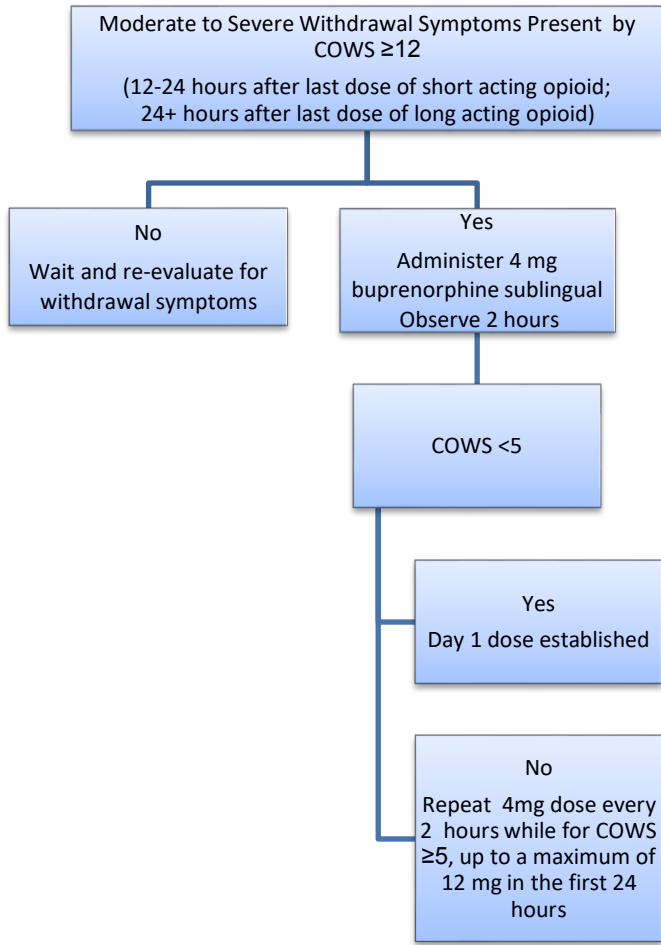 Moderate to Severe Withdrawal Symptoms Present by
COWS ≥12
(12-24 hours after last dose of short acting opioid;
24+ hours after last dose of long acting opioid)
No
Wait and re-evaluate for
withdrawal symptoms
Yes
Administer 4 mg
buprenorphine sublingual
Observe 2 hours
COWS <5
Yes
Day 1 dose established
No
Repeat 4mg dose every
2 hours while for COWS
≥5, up to a maximum of
12 mg in the first 24
hours